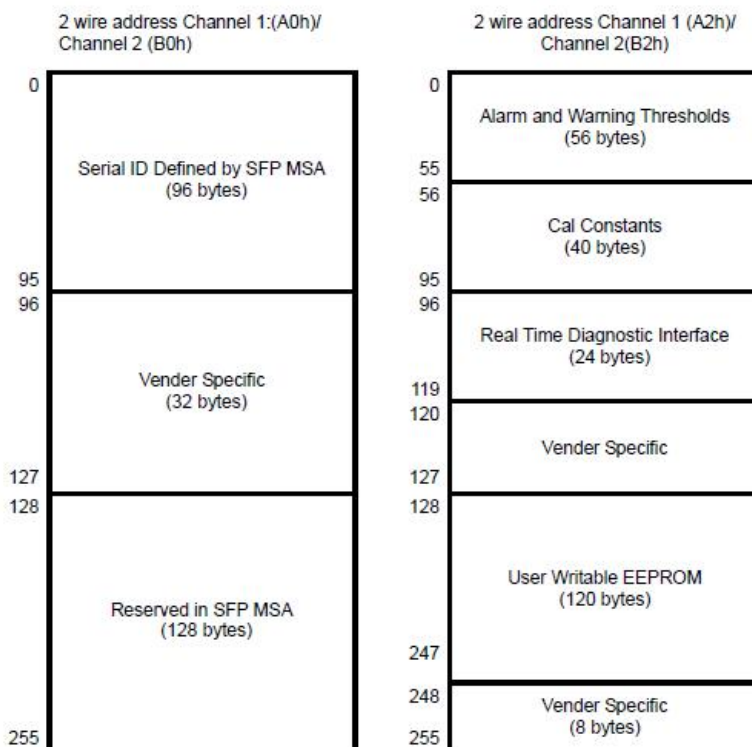 2 wire address Channel 1:(A0h)/
Channel 2 (B0h)
0
Serial ID Defined by SFP MSA
(96 bytes)
95
96
Vender Specific
(32 bytes)
127
128
Reserved in SFP MSA
(128 bytes)
255
2 wire address Channel 1 (A2h)/
Channel 2(B2h)
0
Alarm and Warning Thresholds
(56 bytes)
55
56
Cal Constants
(40 bytes)
95
96
Real Time Diagnostic Interface
(24 bytes)
119
120
Vender Specific
127
128
User Writable EEPROM
(120 bytes)
247
248
Vender Specific
(8 bytes)
255